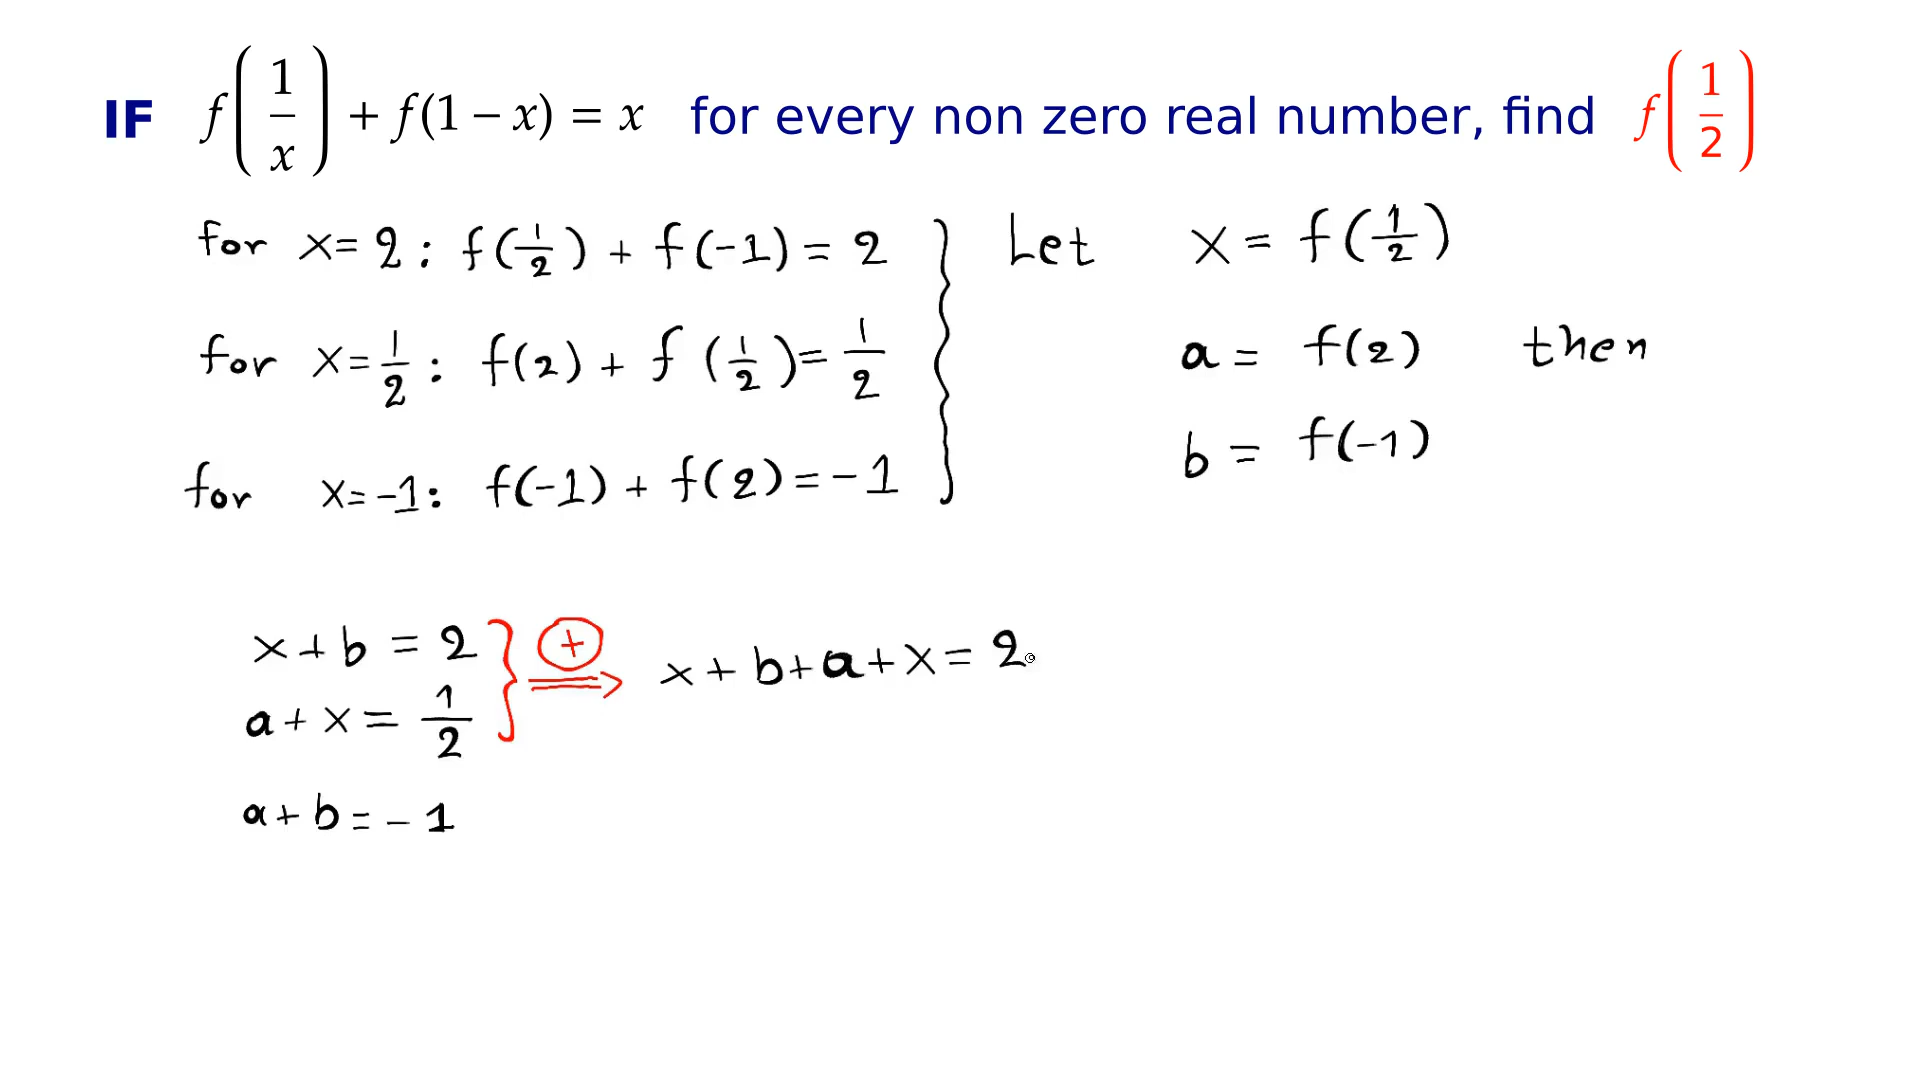 IF f(1/x) + f(1 − x) = x for every non zero real number, find f(1/2)
for x = 2 : f(1/2) + f(-1) = 2
for x = 1/2 : f(2) + f(1/2) = 1/2
for x = -1 : f(-1) + f(2) = -1
Let x = f(1/2)
a = f(2) then
b = f(-1)
x + b = 2
a + x = 1/2
a + b = -1
+ ⟹ x + b + a + x = 2